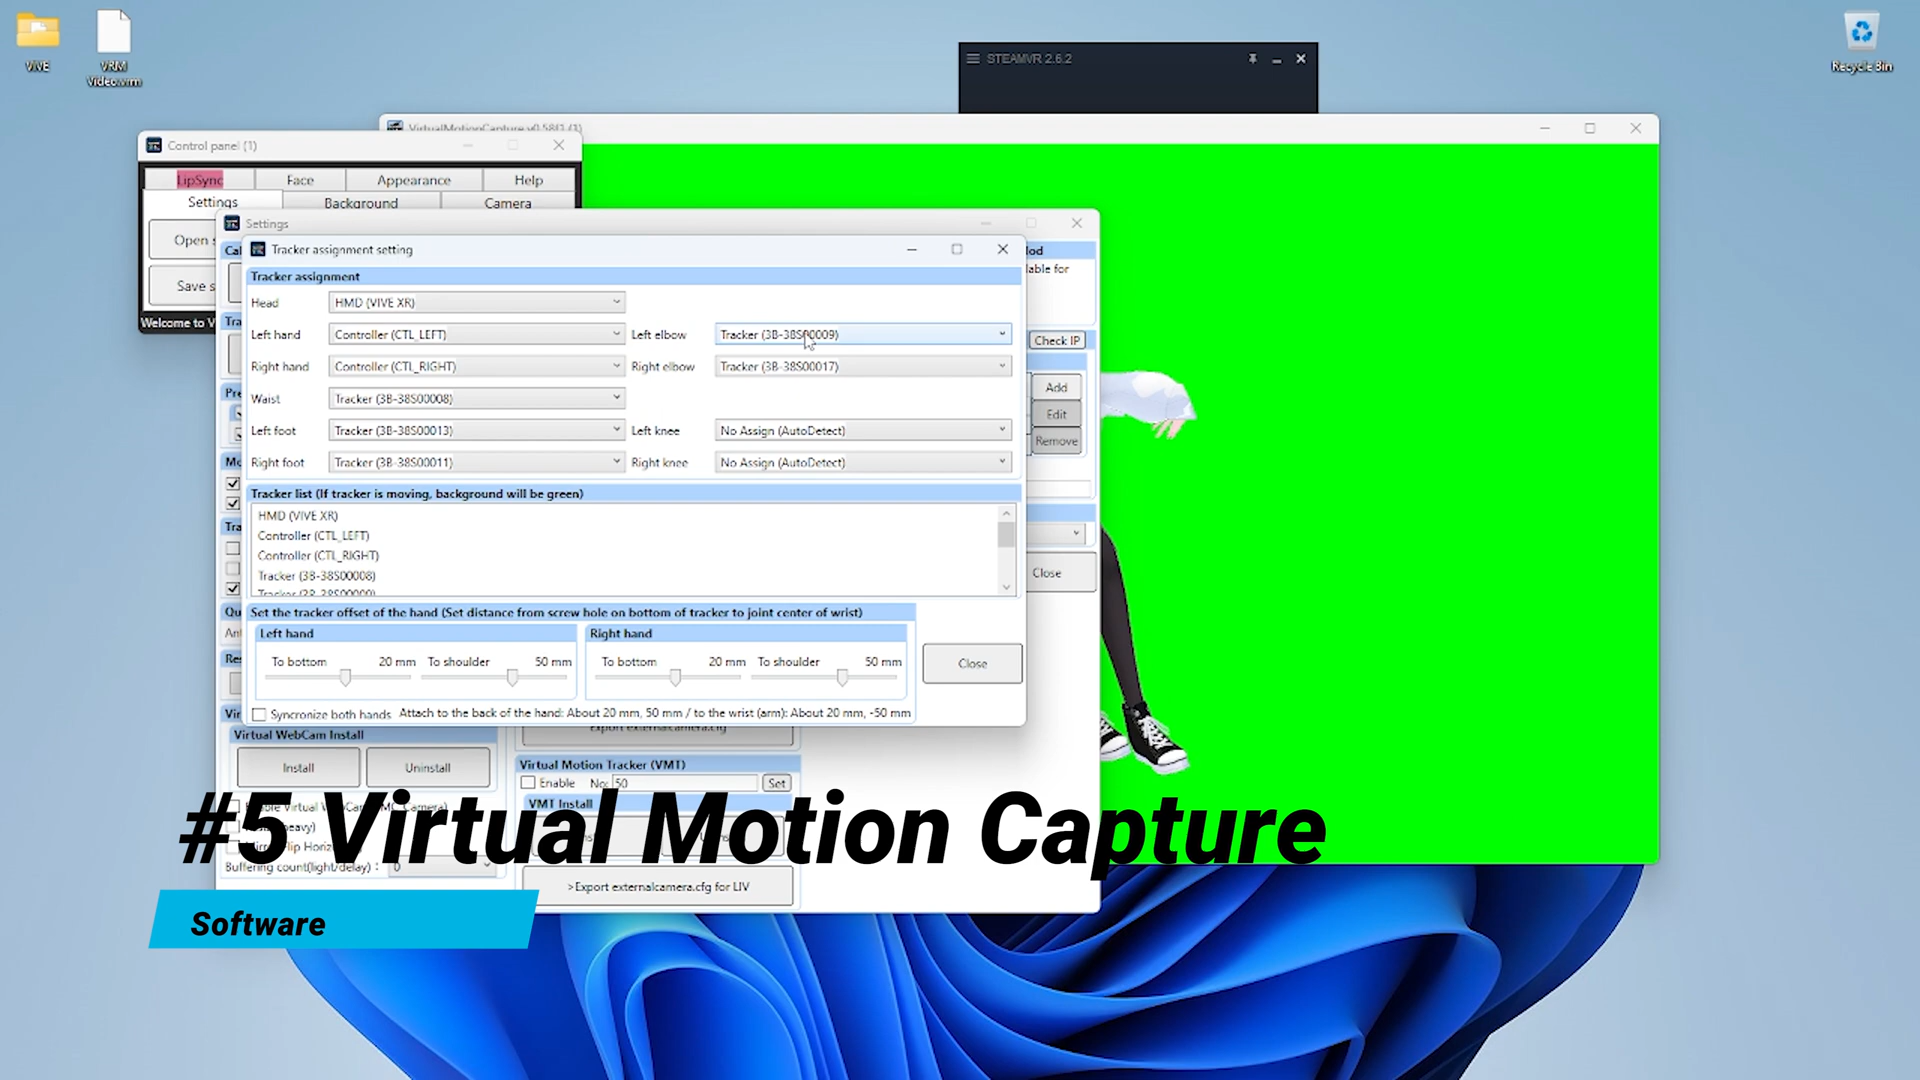 VIVE
VRM
Video.vrm
Recycle Bin
STEAMVR 2.6.2
VirtualMotionCapture v0.58f1 (1)
Control panel (1)
LipSync
Face
Appearance
Help
Settings
Background
Camera
Open s
Save s
Welcome to V
Settings
Tracker assignment setting
Tracker assignment
Head
HMD (VIVE XR)
Left hand
Controller (CTL_LEFT)
Left elbow
Tracker (3B-38S00009)
Right hand
Controller (CTL_RIGHT)
Right elbow
Tracker (3B-38S00017)
Waist
Tracker (3B-38S00008)
Left foot
Tracker (3B-38S00013)
Left knee
No Assign (AutoDetect)
Right foot
Tracker (3B-38S00011)
Right knee
No Assign (AutoDetect)
Tracker list (If tracker is moving, background will be green)
HMD (VIVE XR)
Controller (CTL_LEFT)
Controller (CTL_RIGHT)
Tracker (3B-38S00008)
Tracker (3B-38S00009)
Set the tracker offset of the hand (Set distance from screw hole on bottom of tracker to joint center of wrist)
Left hand
To bottom 20 mm To shoulder 50 mm
Right hand
To bottom 20 mm To shoulder 50 mm
Close
Syncronize both hands Attach to the back of the hand: About 20 mm, 50 mm / to the wrist (arm): About 20 mm, -50 mm
Check IP
Add
Edit
Remove
Close
Virtual WebCam Install
Install
Uninstall
Export externalcamera.cfg
Virtual Motion Tracker (VMT)
Enable No: 50 Set
VMT Install
Buffering count(light/delay) : 0
>Export externalcamera.cfg for LIV
#5 Virtual Motion Capture
Software